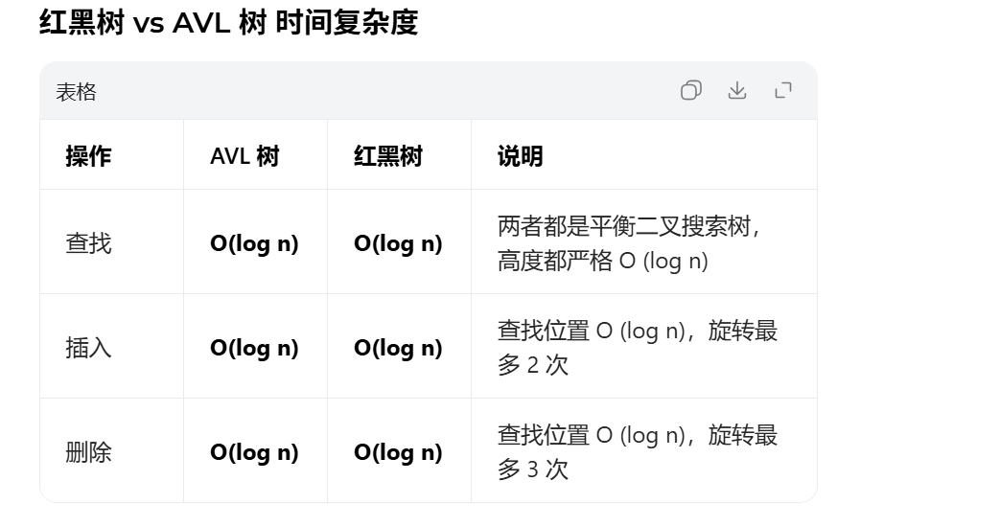 红黑树 vs AVL 树 时间复杂度
表格
操作 AVL 树 红黑树 说明
查找 O(log n) O(log n) 两者都是平衡二叉搜索树，
高度都严格 O (log n)
插入 O(log n) O(log n) 查找位置 O (log n)，旋转最
多 2 次
删除 O(log n) O(log n) 查找位置 O (log n)，旋转最
多 3 次